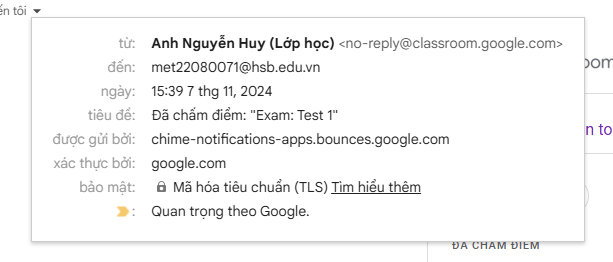 ến tôi
từ: Anh Nguyễn Huy (Lớp học) <no-reply@classroom.google.com>
đến: met22080071@hsb.edu.vn
ngày: 15:39 7 thg 11, 2024
tiêu đề: Đã chấm điểm: "Exam: Test 1"
được gửi bởi: chime-notifications-apps.bounces.google.com
xác thực bởi: google.com
bảo mật: Mã hóa tiêu chuẩn (TLS) Tìm hiểu thêm
: Quan trọng theo Google.
oom
n to
ĐÃ CHẤM ĐIỂM